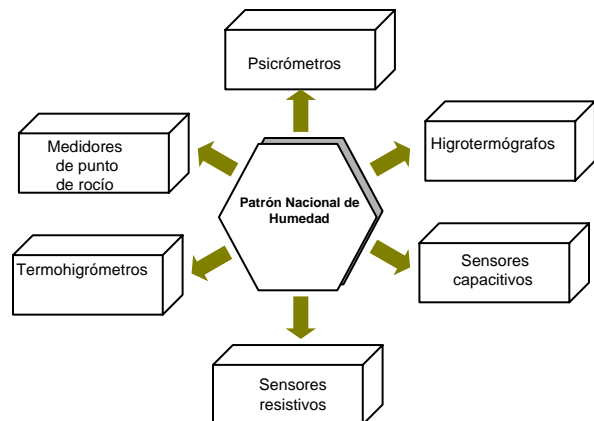 Psicrómetros
Medidores
de punto
de rocío
Higrotermógrafos
Patrón Nacional de
Humedad
Termohigrómetros
Sensores
capacitivos
Sensores
resistivos